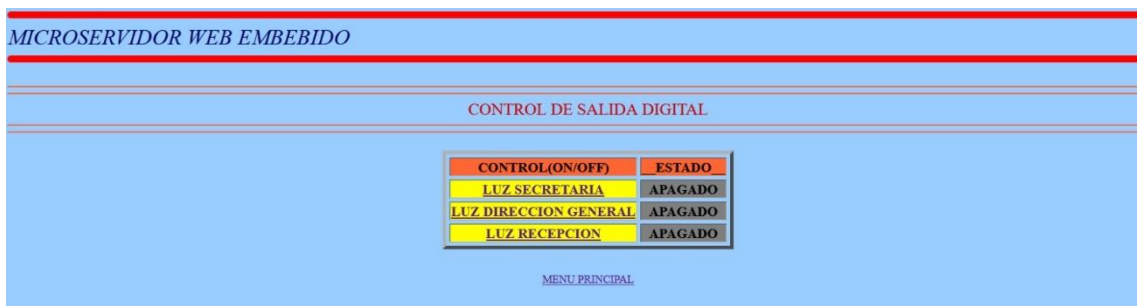 MICROSERVIDOR WEB EMBEBIDO
CONTROL DE SALIDA DIGITAL
CONTROL(ON/OFF) __ESTADO__
LUZ SECRETARIA APAGADO
LUZ DIRECCION GENERAL APAGADO
LUZ RECEPCION APAGADO
MENU PRINCIPAL